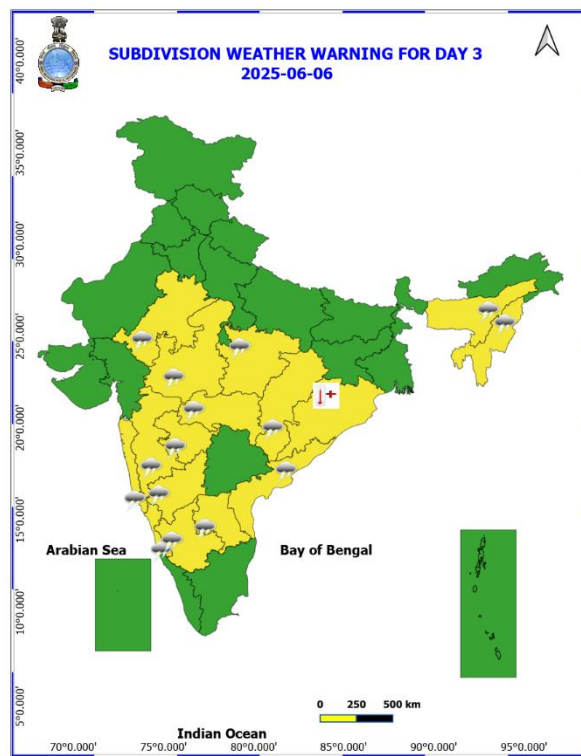 SUBDIVISION WEATHER WARNING FOR DAY 3
2025-06-06
40°0.000'
35°0.000'
30°0.000'
25°0.000'
20°0.000'
15°0.000'
10°0.000'
5°0.000'
Arabian Sea
Bay of Bengal
0 250 500 km
Indian Ocean
70°0.000' 75°0.000' 80°0.000' 85°0.000' 90°0.000' 95°0.000'